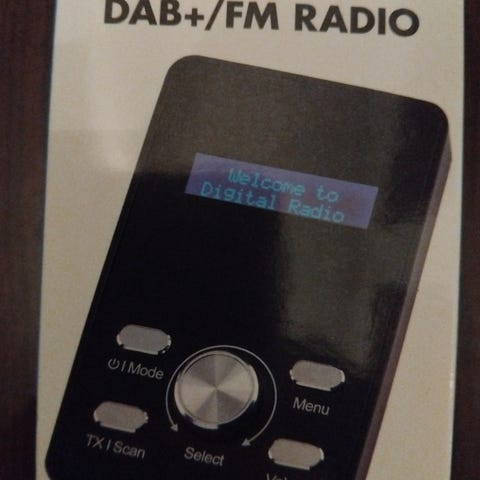 DAB+/FM RADIO
Welcome to
Digital Radio
⏻ | Mode
Menu
TX | Scan
Select